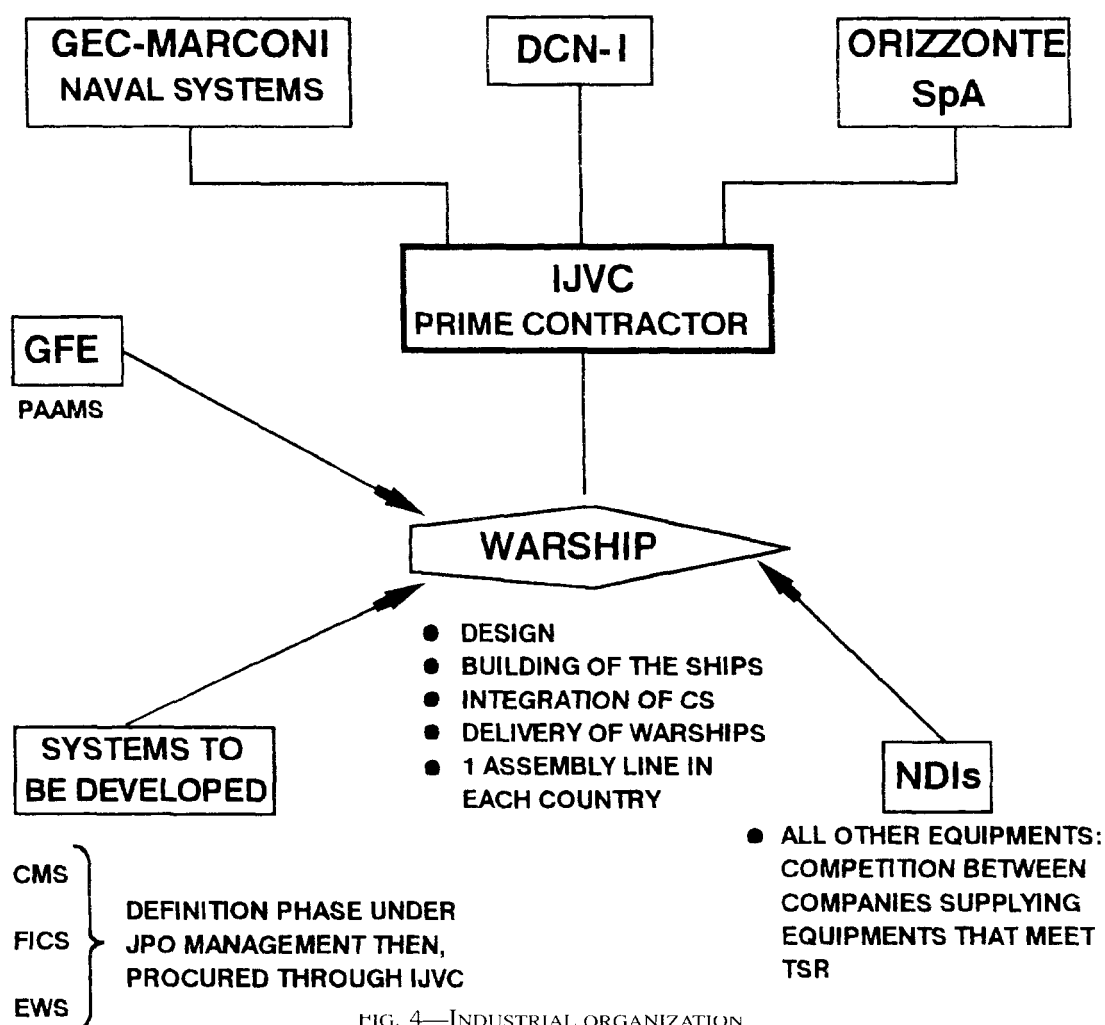 GEC-MARCONI
NAVAL SYSTEMS
DCN-I
ORIZZONTE
SpA
IJVC
PRIME CONTRACTOR
GFE
PAAMS
WARSHIP
● DESIGN
● BUILDING OF THE SHIPS
● INTEGRATION OF CS
● DELIVERY OF WARSHIPS
● 1 ASSEMBLY LINE IN
EACH COUNTRY
SYSTEMS TO
BE DEVELOPED
CMS
FICS
EWS
DEFINITION PHASE UNDER
JPO MANAGEMENT THEN,
PROCURED THROUGH IJVC
NDIs
● ALL OTHER EQUIPMENTS:
COMPETITION BETWEEN
COMPANIES SUPPLYING
EQUIPMENTS THAT MEET
TSR
FIG. 4—INDUSTRIAL ORGANIZATION